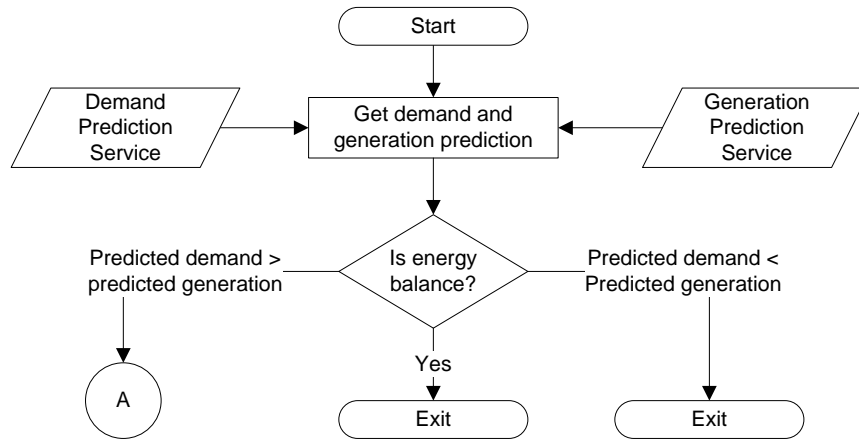 Start
Demand
Prediction
Service
Get demand and
generation prediction
Generation
Prediction
Service
Is energy
balance?
Predicted demand >
predicted generation
Predicted demand <
Predicted generation
Yes
A
Exit
Exit